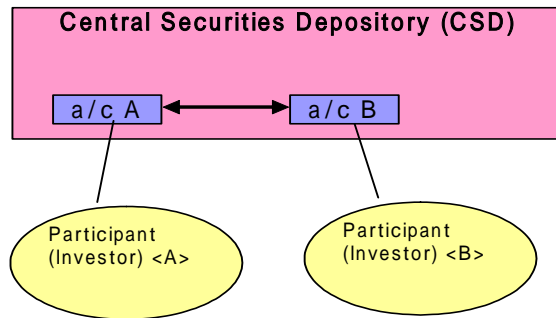 Central Securities Depository (CSD)
a/c A
a/c B
Participant
(Investor) <A>
Participant
(Investor) <B>